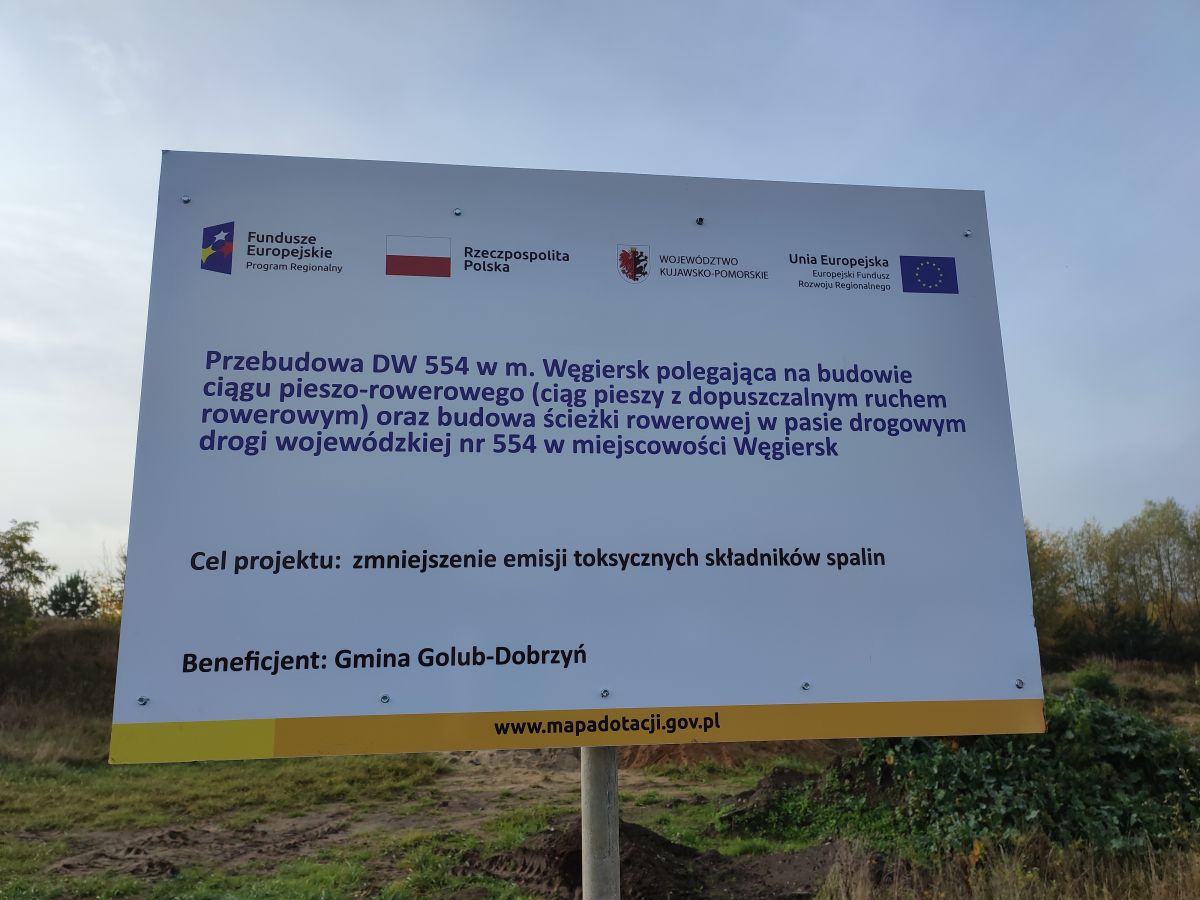 Fundusze
Europejskie
Program Regionalny
Rzeczpospolita
Polska
WOJEWÓDZTWO
KUJAWSKO-POMORSKIE
Unia Europejska
Europejski Fundusz
Rozwoju Regionalnego
Przebudowa DW 554 w m. Węgiersk polegająca na budowie
ciągu pieszo-rowerowego (ciąg pieszy z dopuszczalnym ruchem
rowerowym) oraz budowa ścieżki rowerowej w pasie drogowym
drogi wojewódzkiej nr 554 w miejscowości Węgiersk
Cel projektu: zmniejszenie emisji toksycznych składników spalin
Beneficjent: Gmina Golub-Dobrzyń
www.mapadotacji.gov.pl